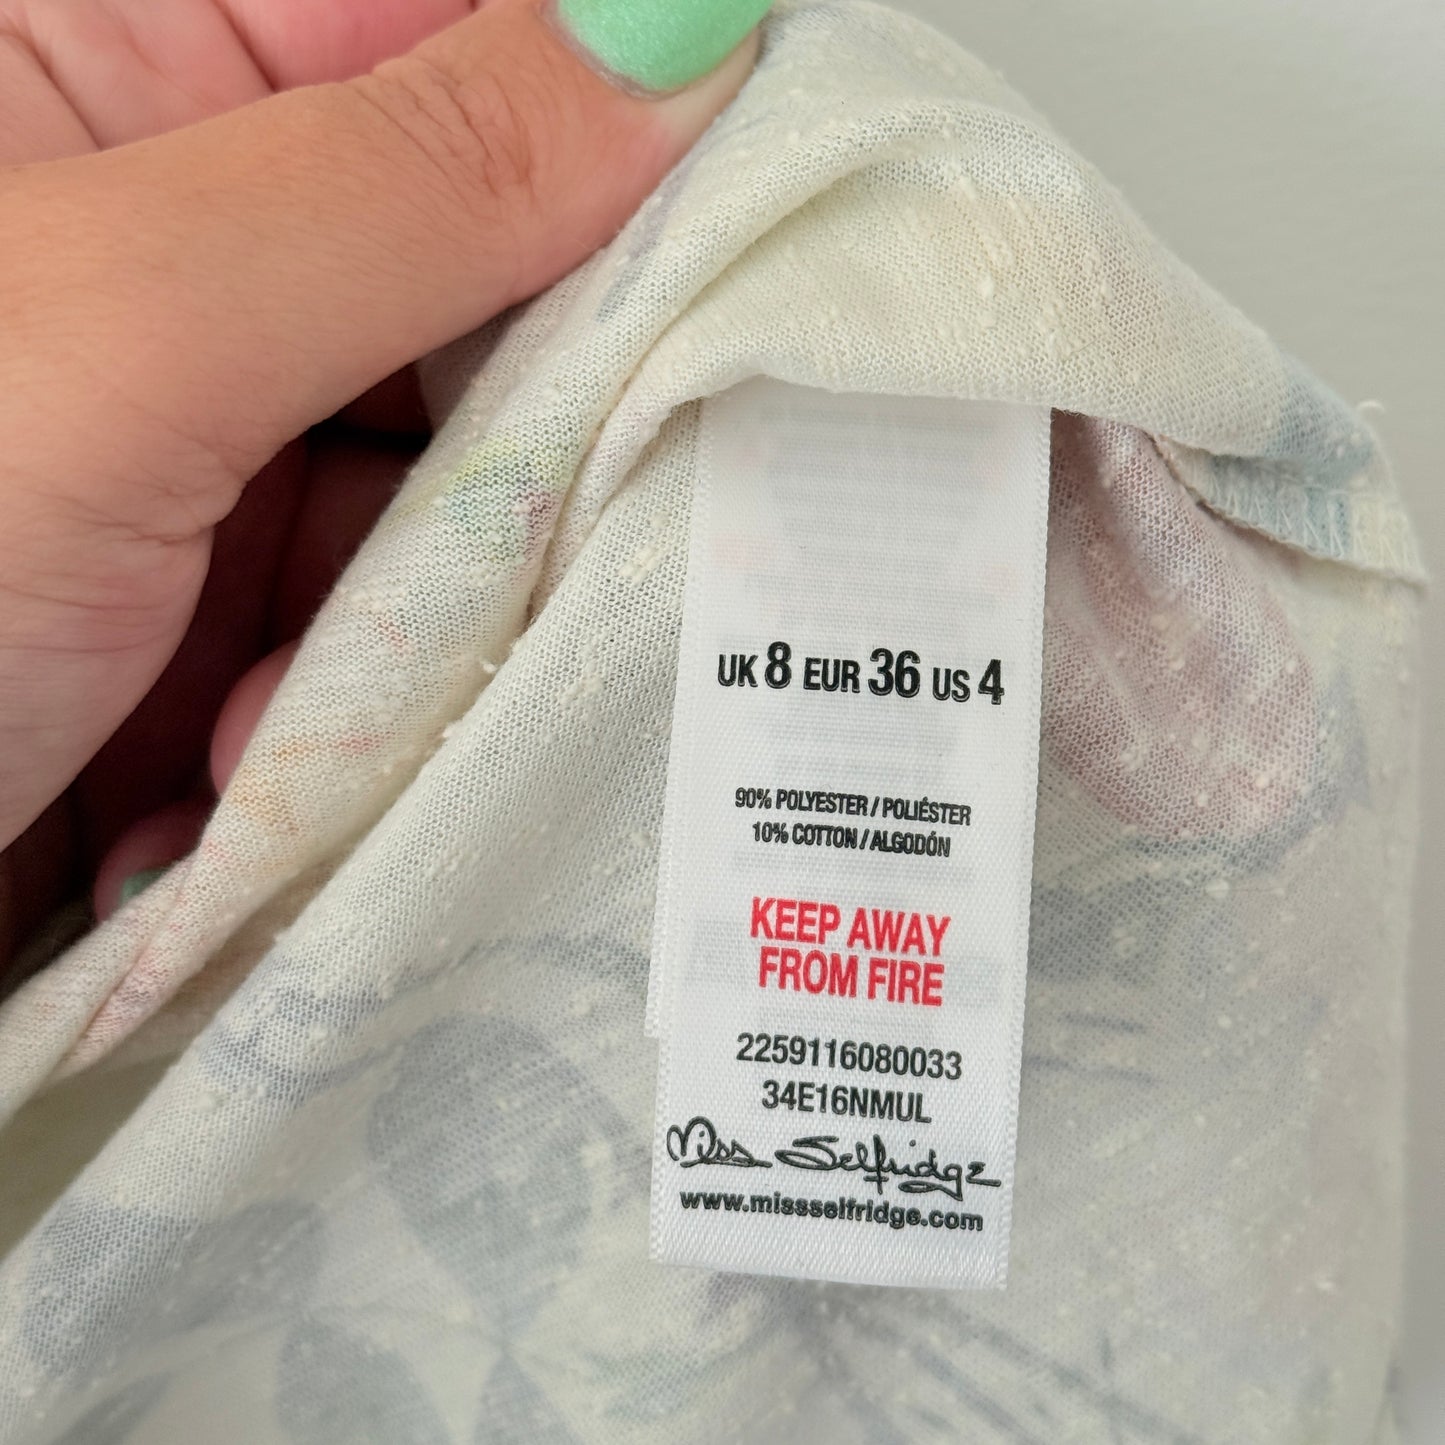 UK 8 EUR 36 US 4
90% POLYESTER / POLIÉSTER
10% COTTON / ALGODÓN
KEEP AWAY
FROM FIRE
2259116080033
34E16NMUL
Miss Selfridge
www.missselfridge.com